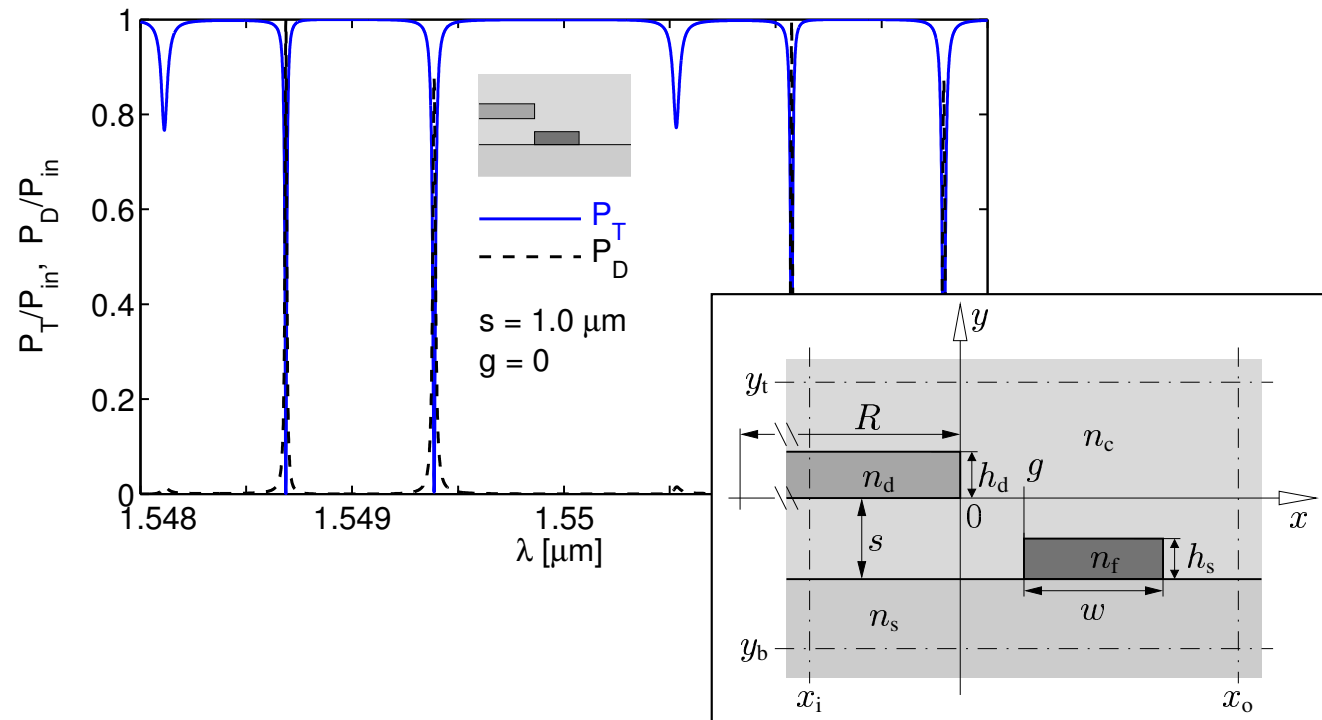 P_T/P_in, P_D/P_in
1
0.8
0.6
0.4
0.2
0
P_T
P_D
s = 1.0 μm
g = 0
1.548
1.549
1.55
λ [μm]
y
y_t
R
n_c
n_d
h_d
g
0
x
s
n_f
h_s
w
n_s
y_b
x_i
x_o